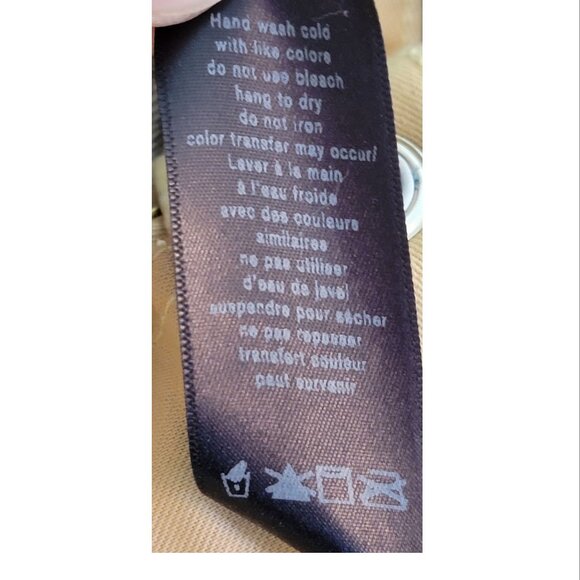 Hand wash cold
with like colors
do not use bleach
hang to dry
do not iron
color transfer may occur/
Laver à la main
à l'eau froide
avec des couleurs
similaires
ne pas utiliser
d'eau de javel
suspendre pour sécher
ne pas repasser
transfert couleur
peut survenir